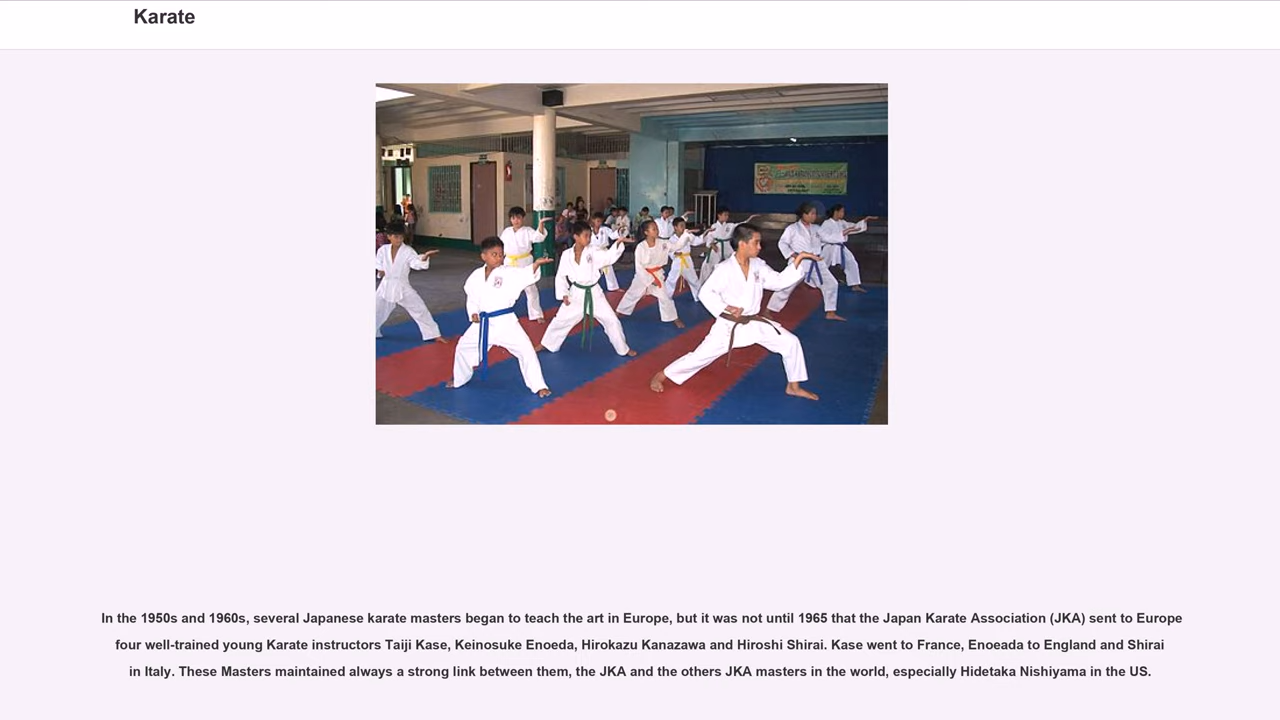 Karate
In the 1950s and 1960s, several Japanese karate masters began to teach the art in Europe, but it was not until 1965 that the Japan Karate Association (JKA) sent to Europe
four well-trained young Karate instructors Taiji Kase, Keinosuke Enoeda, Hirokazu Kanazawa and Hiroshi Shirai. Kase went to France, Enoeada to England and Shirai
in Italy. These Masters maintained always a strong link between them, the JKA and the others JKA masters in the world, especially Hidetaka Nishiyama in the US.